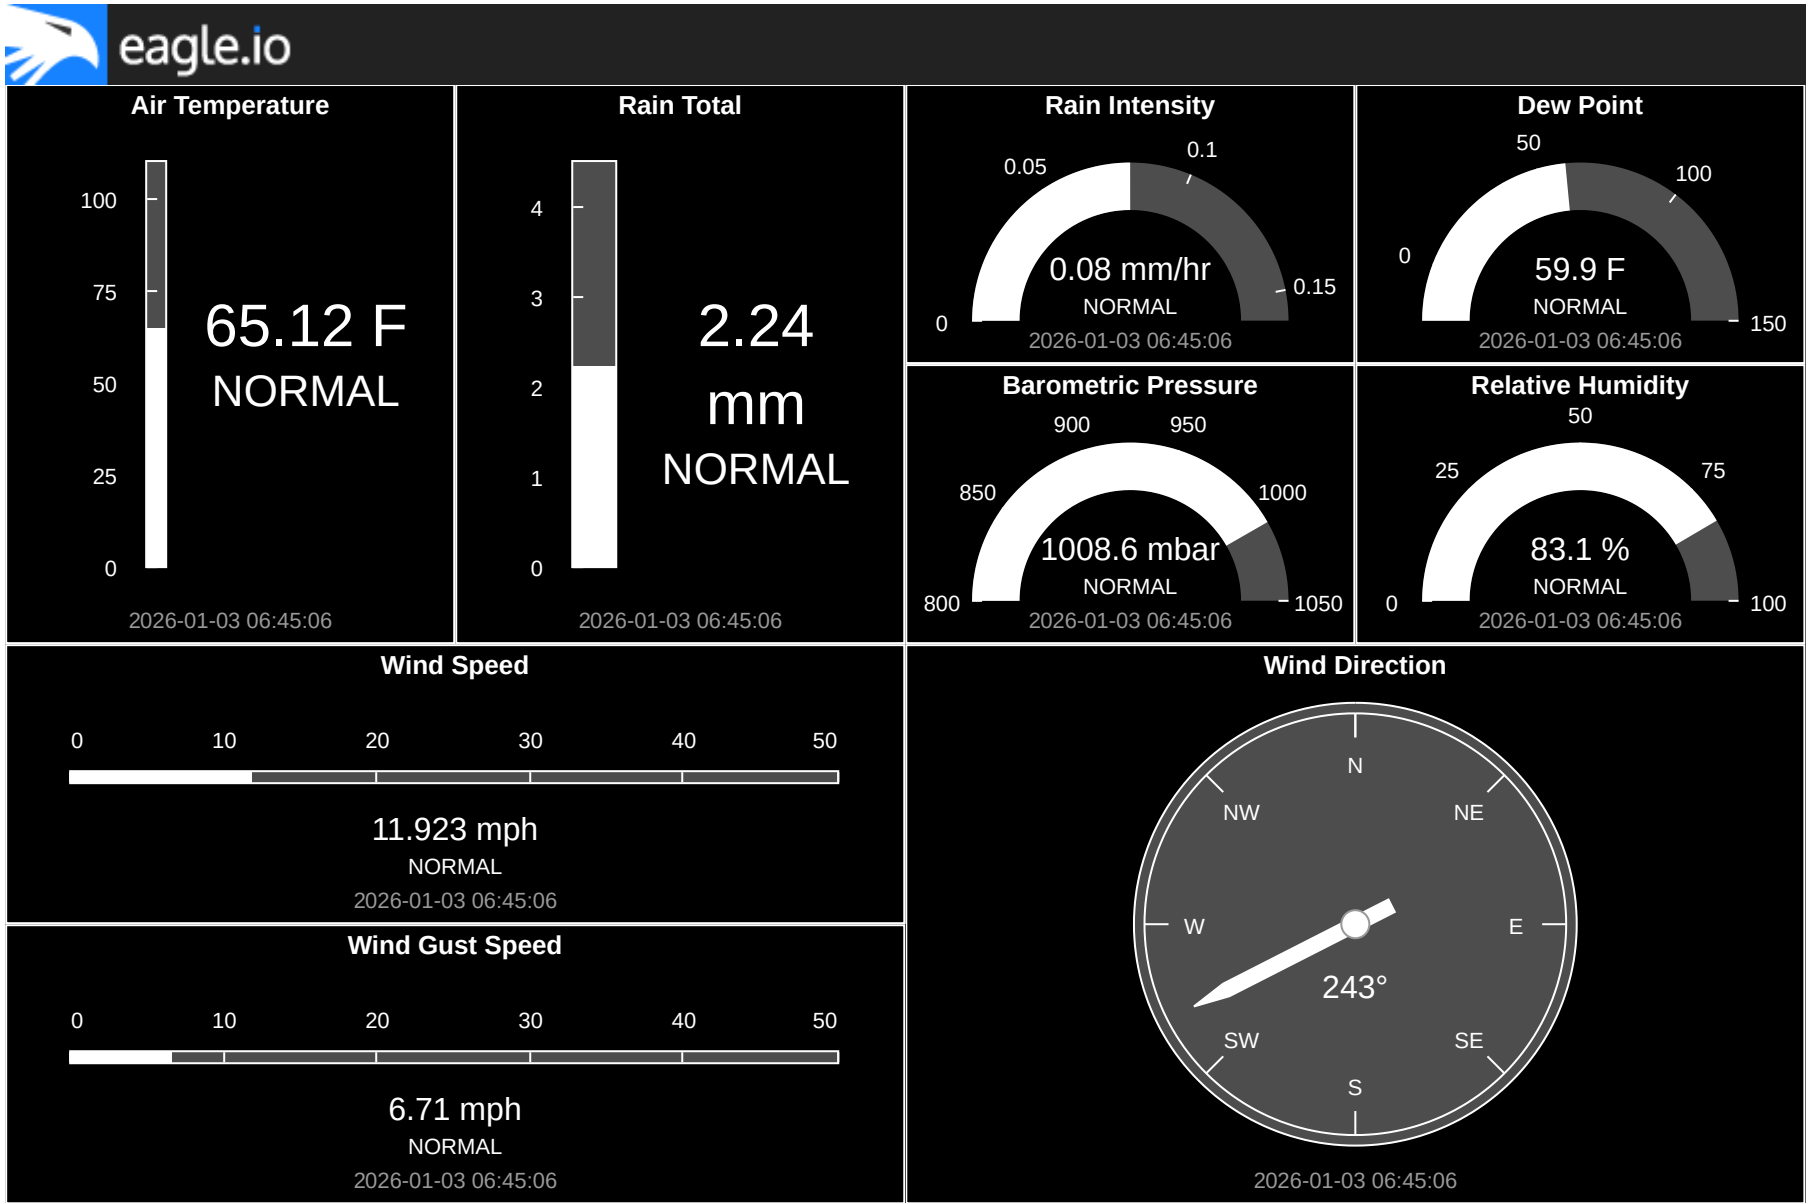 eagle.io
Air Temperature
100
75
50
25
0
65.12 F
NORMAL
2026-01-03 06:45:06
Rain Total
4
3
2
1
0
2.24
mm
NORMAL
2026-01-03 06:45:06
Rain Intensity
0
0.05
0.1
0.15
0.08 mm/hr
NORMAL
2026-01-03 06:45:06
Dew Point
0
50
100
150
59.9 F
NORMAL
2026-01-03 06:45:06
Barometric Pressure
800
850
900
950
1000
1050
1008.6 mbar
NORMAL
2026-01-03 06:45:06
Relative Humidity
0
25
50
75
100
83.1 %
NORMAL
2026-01-03 06:45:06
Wind Speed
0 10 20 30 40 50
11.923 mph
NORMAL
2026-01-03 06:45:06
Wind Gust Speed
0 10 20 30 40 50
6.71 mph
NORMAL
2026-01-03 06:45:06
Wind Direction
N
NW NE
W E
243°
SW SE
S
2026-01-03 06:45:06